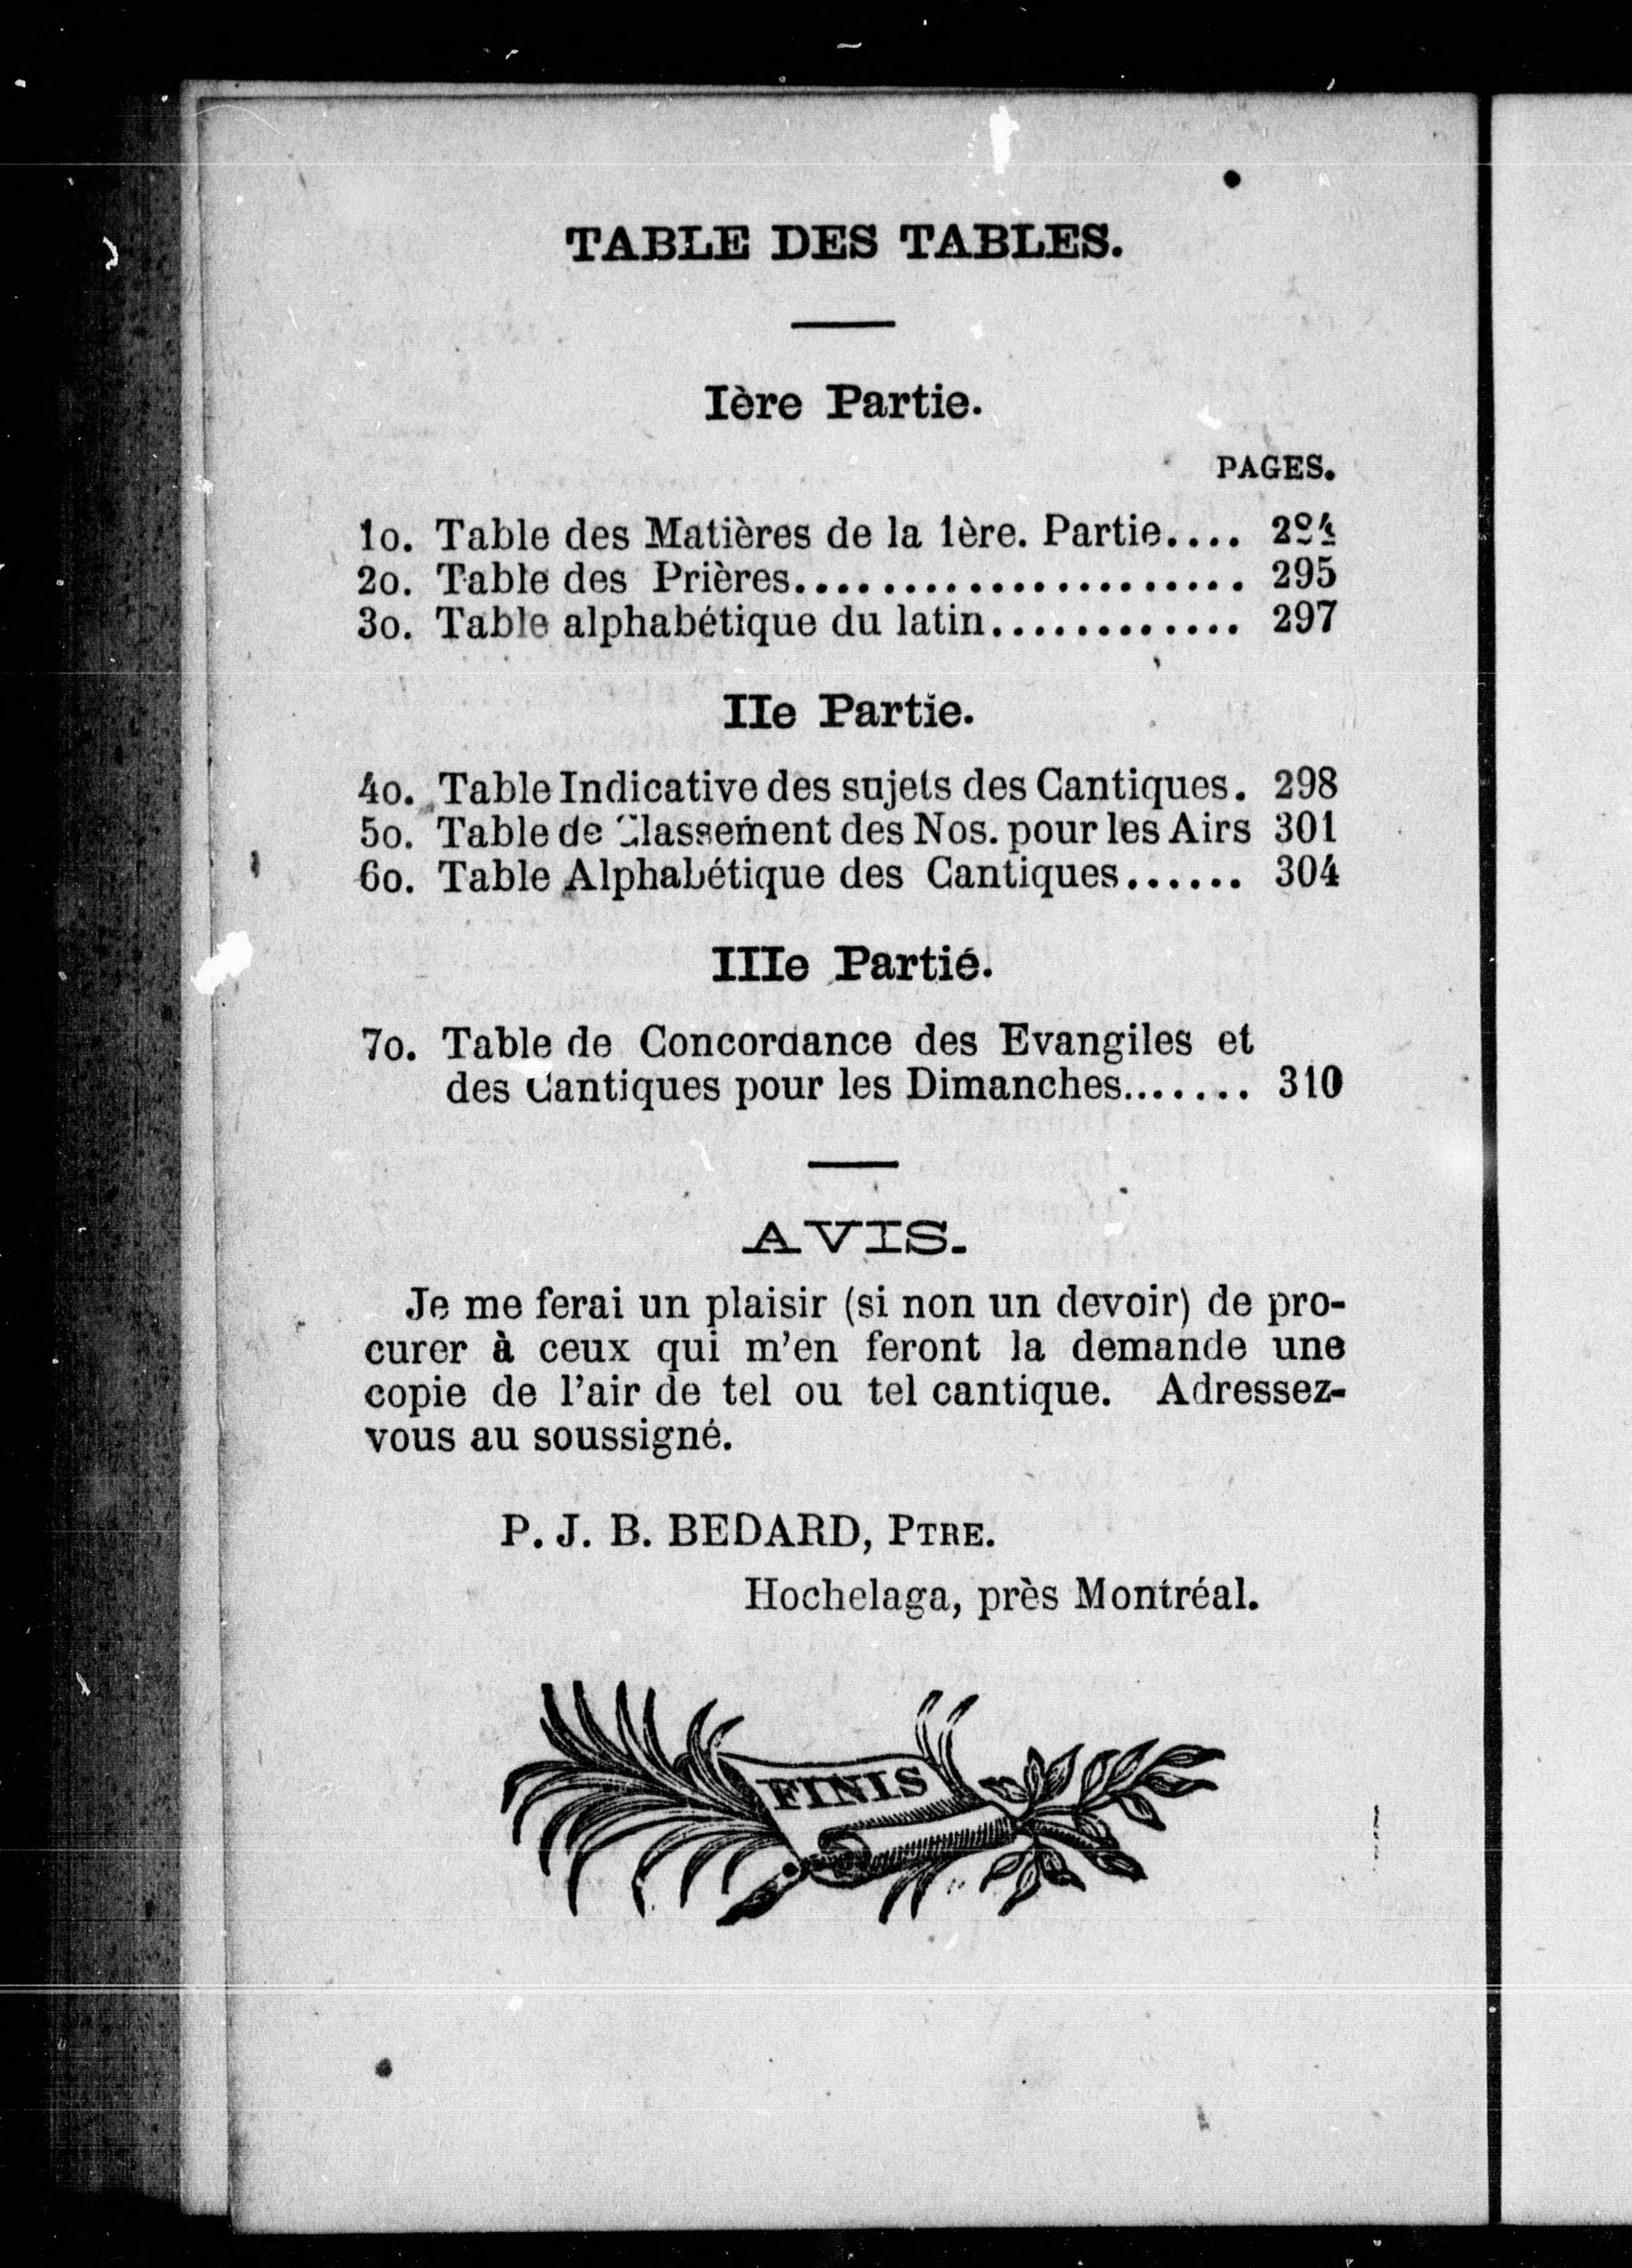 TABLE DES TABLES.
Ière Partie.
PAGES.
1o. Table des Matières de la 1ère. Partie....
2o. Table des Prières..................... 295
3o. Table alphabétique du latin............ 297
IIe Partie.
4o. Table Indicative des sujets des Cantiques. 298
5o. Table de Classement des Nos. pour les Airs 301
6o. Table Alphabétique des Cantiques...... 304
IIIe Partie.
7o. Table de Concordance des Evangiles et
des Cantiques pour les Dimanches....... 310
AVIS.
Je me ferai un plaisir (si non un devoir) de pro-
curer à ceux qui m'en feront la demande une
copie de l'air de tel ou tel cantique. Adressez-
vous au soussigné.
P. J. B. BEDARD, PTRE.
Hochelaga, près Montréal.
FINIS